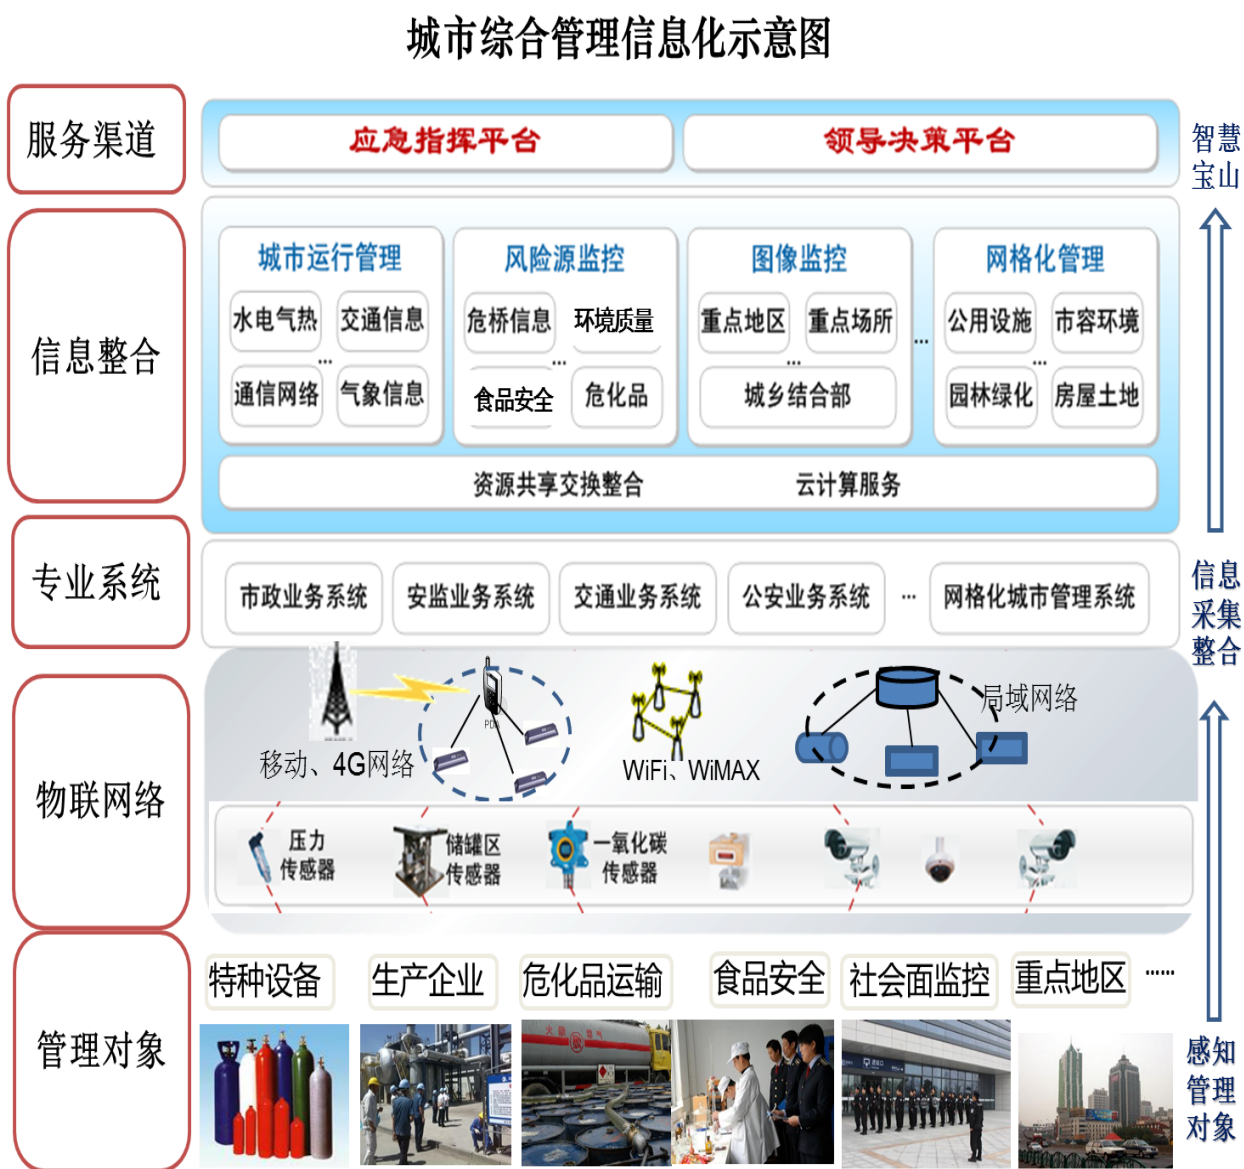 城市综合管理信息化示意图
服务渠道
应急指挥平台
领导决策平台
智慧
宝山
信息整合
城市运行管理
水电气热
交通信息
...
通信网络
气象信息
风险源监控
危桥信息
环境质量
...
食品安全
危化品
图像监控
重点地区
重点场所
...
城乡结合部
...
网格化管理
公用设施
市容环境
...
园林绿化
房屋土地
资源共享交换整合
云计算服务
专业系统
市政业务系统
安监业务系统
交通业务系统
公安业务系统
...
网格化城市管理系统
信息
采集
整合
物联网络
移动、4G网络
WiFi、WiMAX
局域网络
压力
传感器
储罐区
传感器
一氧化碳
传感器
管理对象
特种设备
生产企业
危化品运输
食品安全
社会面监控
重点地区
......
感知
管理
对象